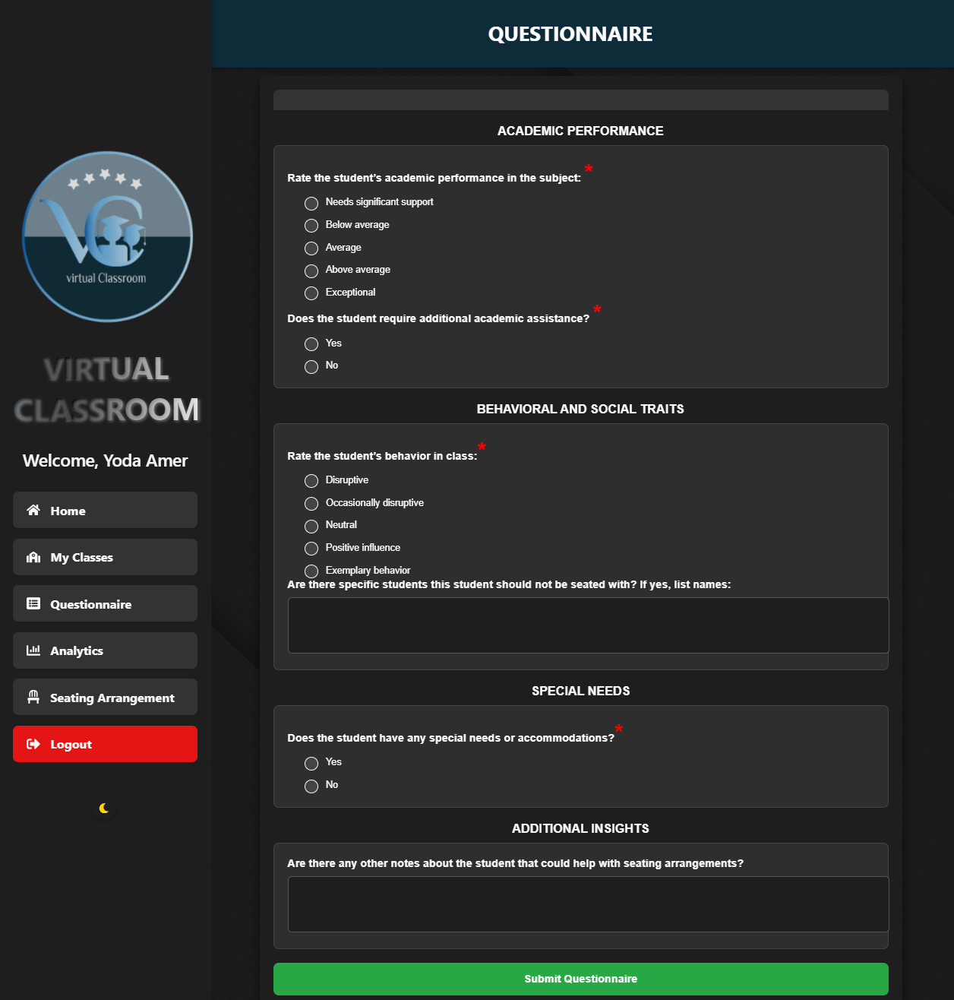 QUESTIONNAIRE
VC
virtual Classroom
VIRTUAL
CLASSROOM
Welcome, Yoda Amer
Home
My Classes
Questionnaire
Analytics
Seating Arrangement
Logout
ACADEMIC PERFORMANCE
Rate the student’s academic performance in the subject: *
Needs significant support
Below average
Average
Above average
Exceptional
Does the student require additional academic assistance? *
Yes
No
BEHAVIORAL AND SOCIAL TRAITS
Rate the student’s behavior in class:*
Disruptive
Occasionally disruptive
Neutral
Positive influence
Exemplary behavior
Are there specific students this student should not be seated with? If yes, list names:
SPECIAL NEEDS
Does the student have any special needs or accommodations?*
Yes
No
ADDITIONAL INSIGHTS
Are there any other notes about the student that could help with seating arrangements?
Submit Questionnaire